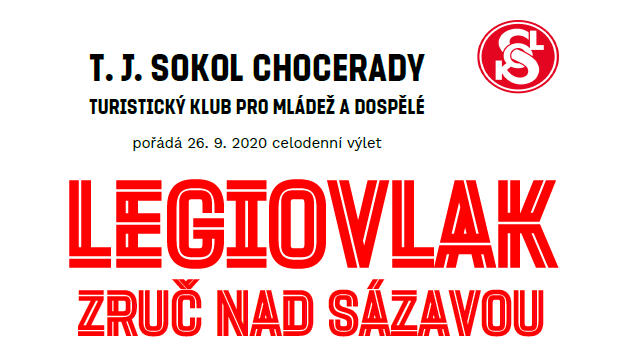 T. J. SOKOL CHOCERADY
TURISTICKÝ KLUB PRO MLÁDEŽ A DOSPĚLÉ
pořádá 26. 9. 2020 celodenní výlet
LEGIOVLAK
ZRUČ NAD SÁZAVOU